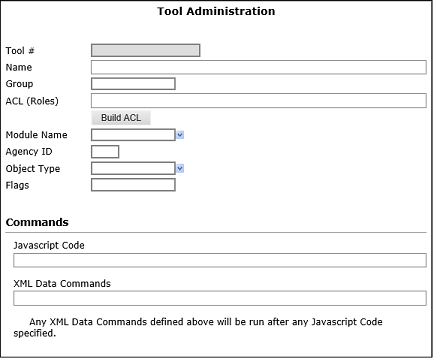 Tool Administration
Tool #
Name
Group
ACL (Roles)
Build ACL
Module Name
Agency ID
Object Type
Flags
Commands
Javascript Code
XML Data Commands
Any XML Data Commands defined above will be run after any Javascript Code
specified.